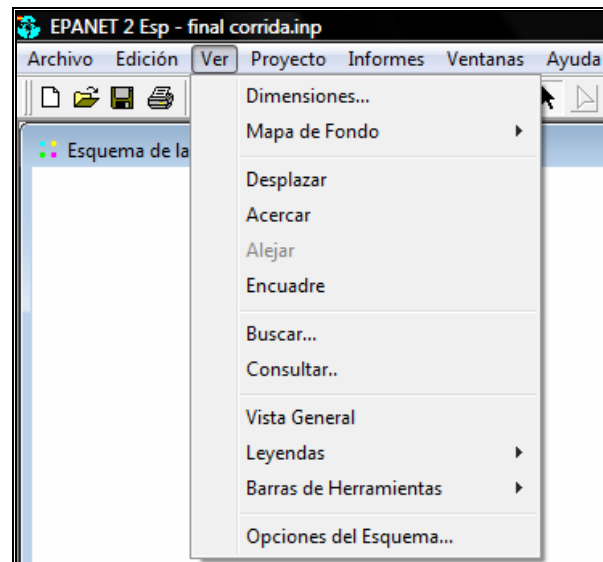 EPANET 2 Esp - final corrida.inp
Archivo Edición Ver Proyecto Informes Ventanas Ayuda
Dimensiones...
Mapa de Fondo
Esquema de la
Desplazar
Acercar
Alejar
Encuadre
Buscar...
Consultar..
Vista General
Leyendas
Barras de Herramientas
Opciones del Esquema...